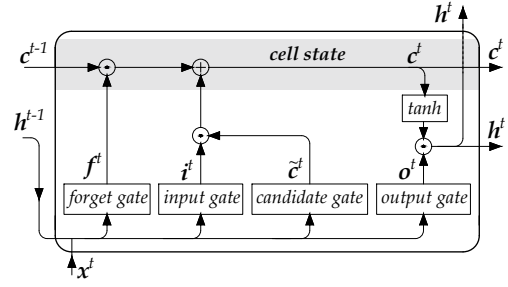 h^t
c^{t-1} cell state c^t c^t
tanh
h^{t-1} h^t
f^t i^t c̃^t o^t
forget gate input gate candidate gate output gate
x^t